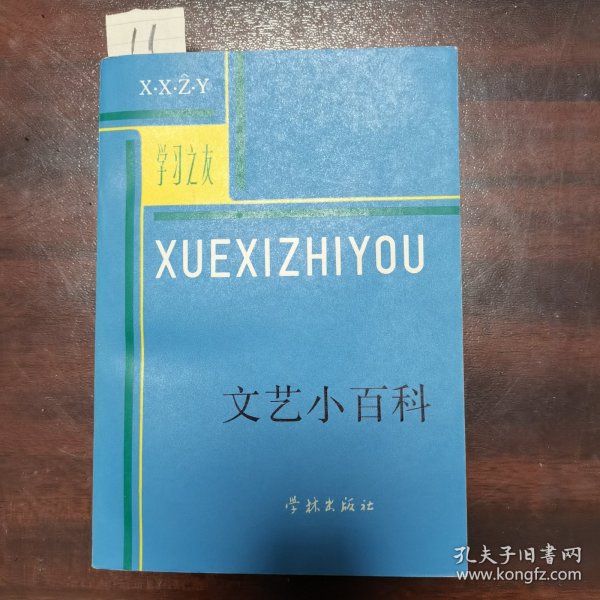 11
X·X·Ẑ·Y
学习之友
XUEXIZHIYOU
文艺小百科
学林出版社
孔夫子旧书网
www.kongfz.com